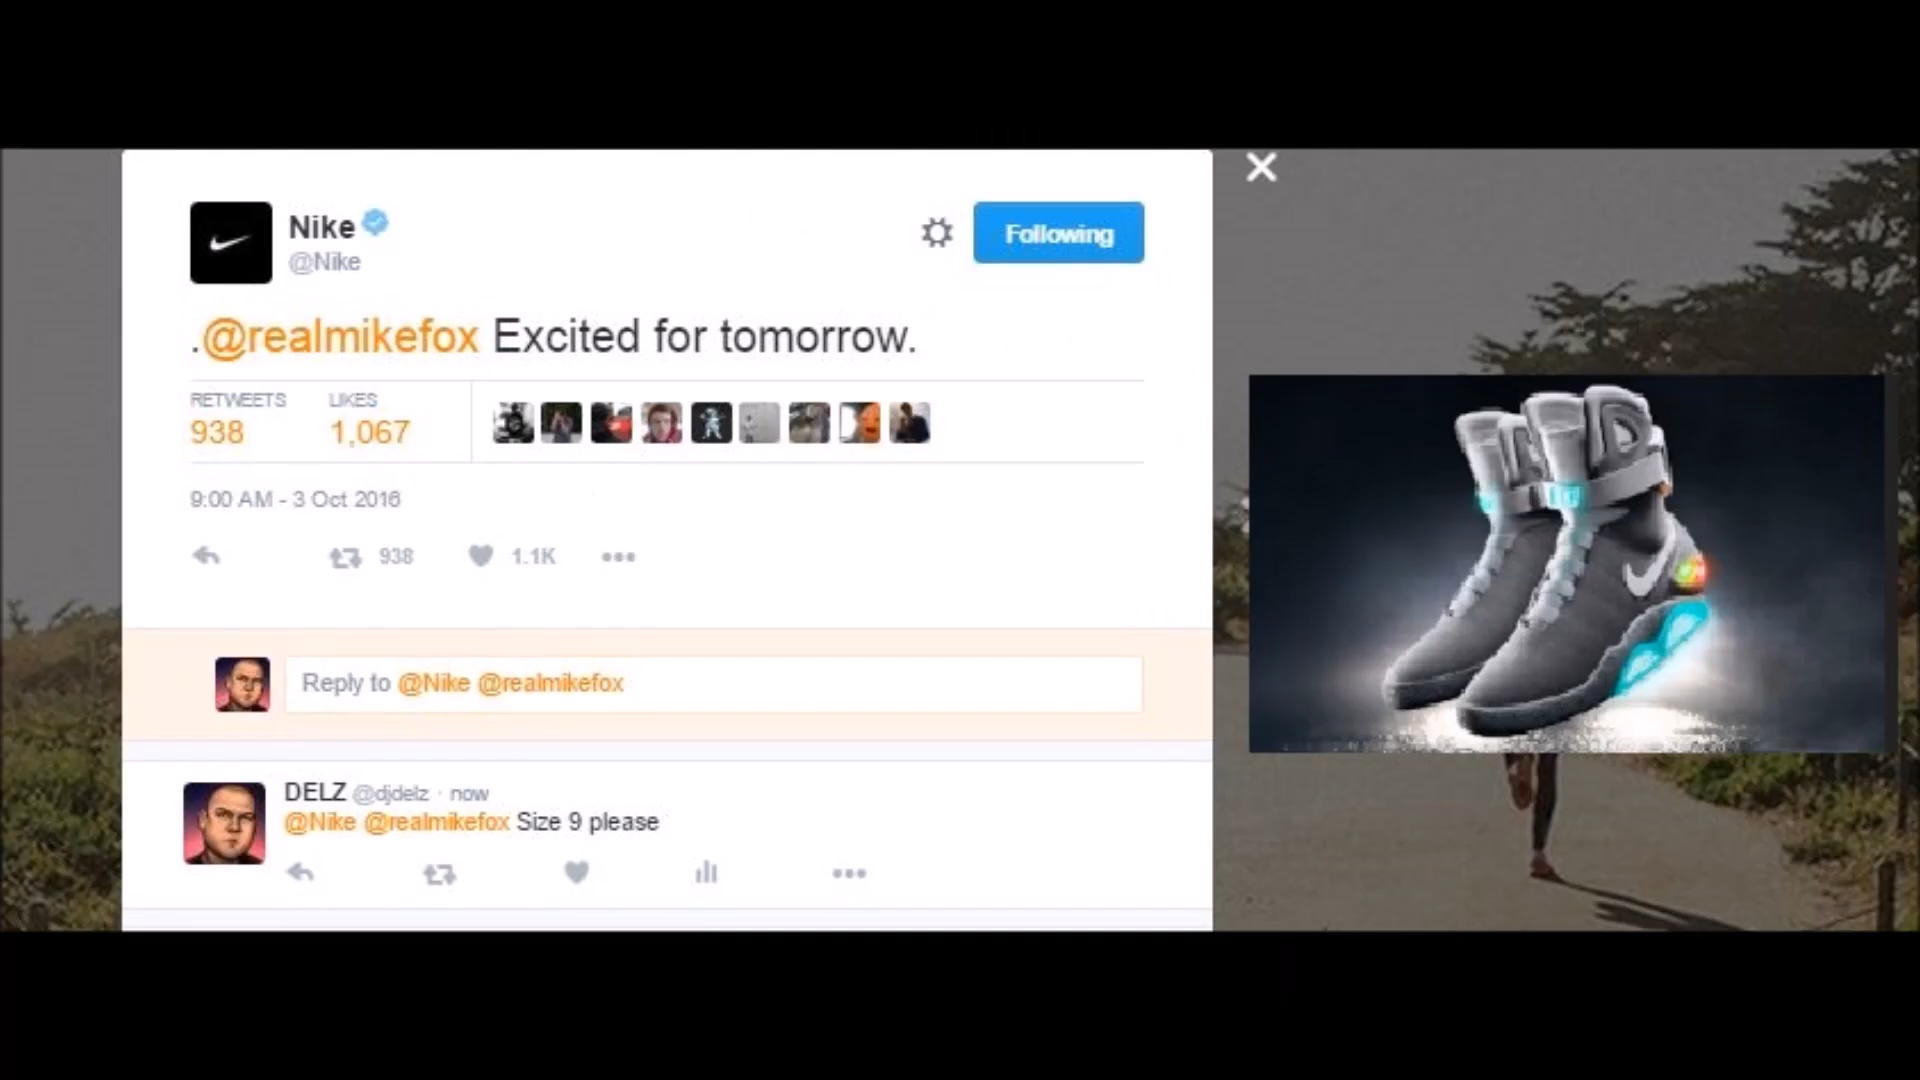 Nike
@Nike
Following
.@realmikefox Excited for tomorrow.
RETWEETS LIKES
938 1,067
9:00 AM - 3 Oct 2016
938 1.1K •••
Reply to @Nike @realmikefox
DELZ @djdelz · now
@Nike @realmikefox Size 9 please